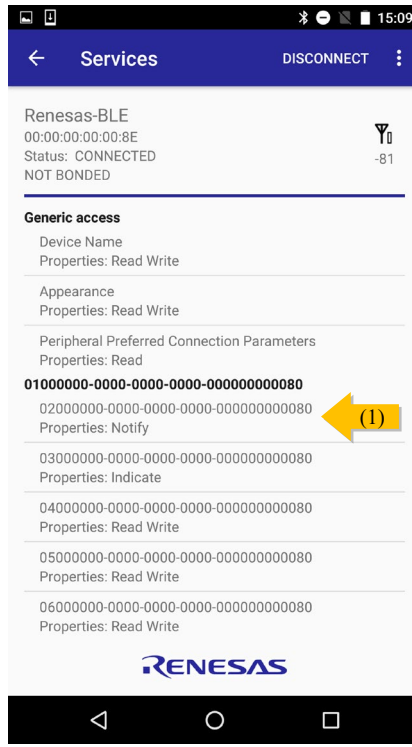 15:09
Services
DISCONNECT
Renesas-BLE
00:00:00:00:00:8E
Status: CONNECTED
NOT BONDED
-81
Generic access
Device Name
Properties: Read Write
Appearance
Properties: Read Write
Peripheral Preferred Connection Parameters
Properties: Read
01000000-0000-0000-0000-000000000080
02000000-0000-0000-0000-000000000080
Properties: Notify
(1)
03000000-0000-0000-0000-000000000080
Properties: Indicate
04000000-0000-0000-0000-000000000080
Properties: Read Write
05000000-0000-0000-0000-000000000080
Properties: Read Write
06000000-0000-0000-0000-000000000080
Properties: Read Write
RENESAS